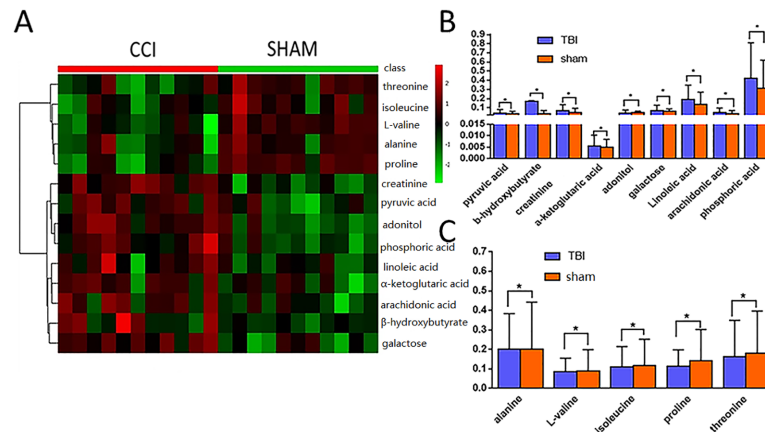 A
CCI SHAM
class
threonine
isoleucine
L-valine
alanine
proline
creatinine
pyruvic acid
adonitol
phosphoric acid
linoleic acid
α-ketoglutaric acid
arachidonic acid
β-hydroxybutyrate
galactose
2
1
0
-1
-2
B
TBI
sham
0.9
0.8
0.7
0.6
0.5
0.4
0.3
0.2
0.1
0.015
0.010
0.005
0.000
* * * * * * * * *
pyruvic acid
b-hydroxybutyrate
creatinine
a-ketoglutaric acid
adonitol
galactose
Linoleic acid
arachidonic acid
phosphoric acid
C
TBI
sham
0.7
0.6
0.5
0.4
0.3
0.2
0.1
0.0
* * * * *
alanine
L-valine
isoleucine
proline
threonine